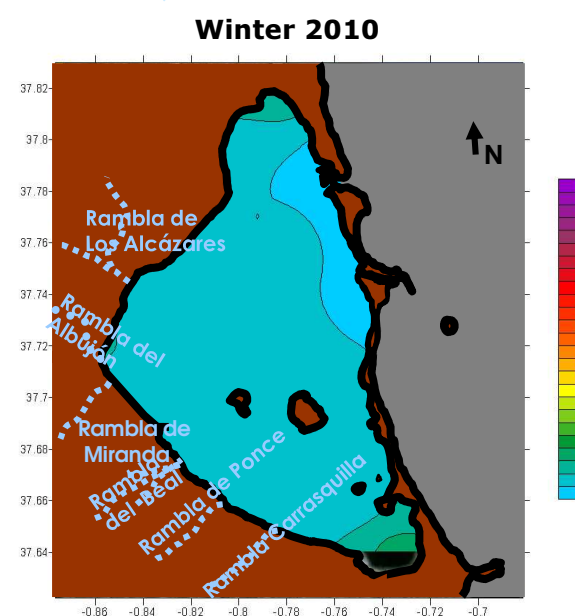 Winter 2010
37.82
37.8
37.78
37.76
37.74
37.72
37.7
37.68
37.66
37.64
N
Rambla de
Los Alcázares
Rambla del
Albujón
Rambla de
Miranda
Rambla
del Beal
Rambla de Ponce
Rambla Carrasquilla
-0.86
-0.84
-0.82
-0.8
-0.78
-0.76
-0.74
-0.72
-0.7